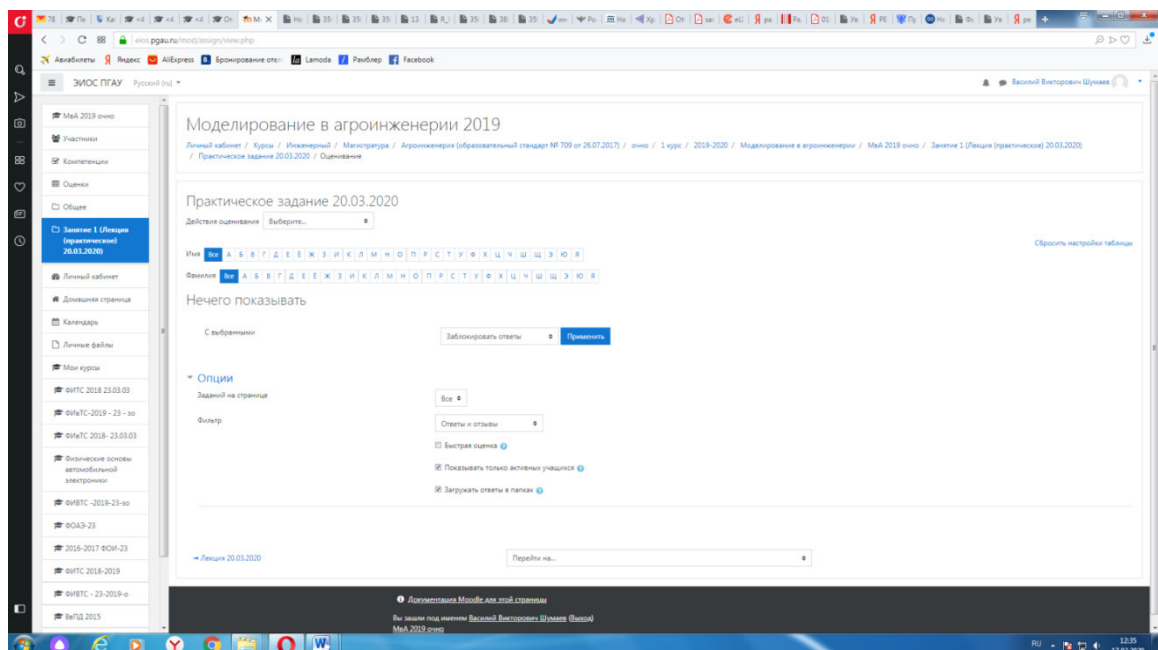 eios.pgau.ru/mod/assign/view.php
Авиабилеты Яндекс AliExpress Бронирование оте Lamoda Рамблер Facebook
ЭИОС ПГАУ Русский (ru)
Василий Викторович Шумаев
МвА 2019 очно
Участники
Компетенции
Оценки
Общее
Занятие 1 (Лекция
(практическое)
20.03.2020)
Личный кабинет
Домашняя страница
Календарь
Личные файлы
Мои курсы
ФИТС 2018 23.03.03
ФИвТС-2019 - 23 - зо
ФИвТС 2018- 23.03.03
Физические основы
автомобильной
электроники
ФИВТС -2019-23-зо
ФОАЭ-23
2016-2017 ФОИ-23
ФИТС 2018-2019
ФИВТС - 23-2019-о
ВеПД 2015
Моделирование в агроинженерии 2019
Личный кабинет / Курсы / Инженерный / Магистратура / Агроинженерия (образовательный стандарт № 709 от 26.07.2017) / очно / 1 курс / 2019-2020 / Моделирование в агроинженерии / МвА 2019 очно / Занятие 1 (Лекция (практическое) 20.03.2020)
/ Практическое задание 20.03.2020 / Оценивание
Практическое задание 20.03.2020
Действия оценивания Выберите...
Сбросить настройки таблицы
Имя Все А Б В Г Д Е Ё Ж З И К Л М Н О П Р С Т У Ф Х Ц Ч Ш Щ Э Ю Я
Фамилия Все А Б В Г Д Е Ё Ж З И К Л М Н О П Р С Т У Ф Х Ц Ч Ш Щ Э Ю Я
Нечего показывать
С выбранными Заблокировать ответы Применить
Опции
Заданий на странице Все
Фильтр Ответы и отзывы
Быстрая оценка
Показывать только активных учащихся
Загружать ответы в папках
→ Лекция 20.03.2020 Перейти на...
Документация Moodle для этой страницы
Вы зашли под именем Василий Викторович Шумаев (Выход)
МвА 2019 очно
RU 12:35